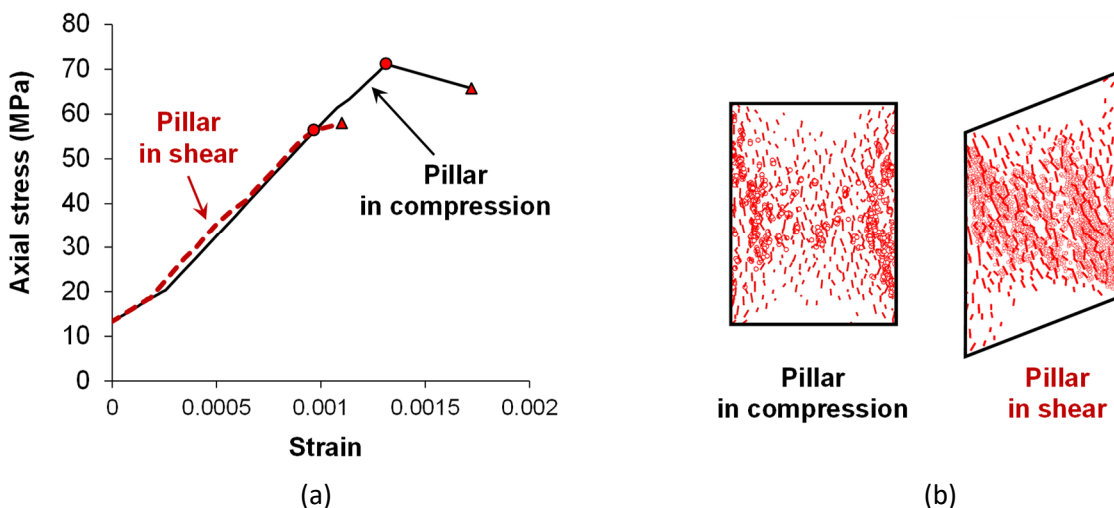 80
70
60
50
40
30
20
10
0
Axial stress (MPa)
0
0.0005
0.001
0.0015
0.002
Strain
Pillar
in shear
Pillar
in compression
(a)
Pillar
in compression
Pillar
in shear
(b)